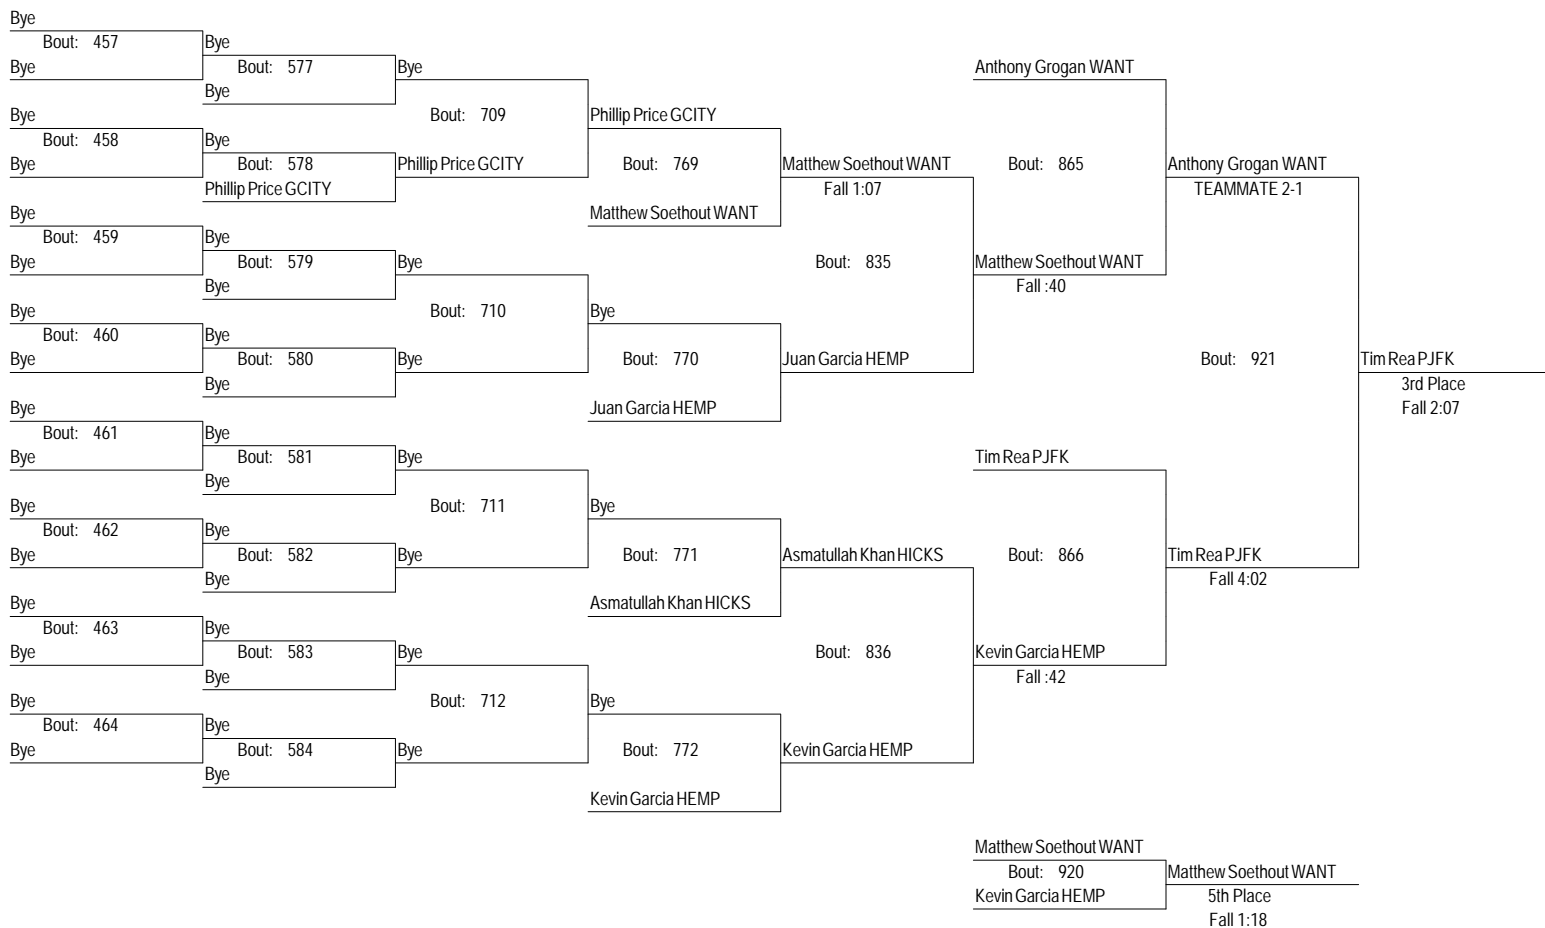 Bye
Bout: 457
Bye
Bye
Bout: 577
Bye
Bye
Bout: 458
Bye
Bye
Bout: 578
Phillip Price GCITY
Bye
Bout: 709
Phillip Price GCITY
Bye
Bout: 459
Bye
Bye
Bout: 579
Bye
Bye
Bout: 460
Bye
Bye
Bout: 580
Bye
Bye
Bout: 710
Bye
Bye
Bout: 461
Bye
Bye
Bout: 581
Bye
Bye
Bout: 462
Bye
Bye
Bout: 582
Bye
Bye
Bout: 711
Bye
Bye
Bout: 463
Bye
Bye
Bout: 583
Bye
Bye
Bout: 464
Bye
Bye
Bout: 584
Bye
Bye
Bout: 712
Bye
Phillip Price GCITY
Bout: 769
Matthew Soethout WANT
Bye
Bout: 770
Juan Garcia HEMP
Bye
Bout: 771
Asmatullah Khan HICKS
Bye
Bout: 772
Kevin Garcia HEMP
Matthew Soethout WANT
Fall 1:07
Bout: 835
Juan Garcia HEMP
Asmatullah Khan HICKS
Bout: 836
Kevin Garcia HEMP
Anthony Grogan WANT
Bout: 865
Matthew Soethout WANT
Fall :40
Tim Rea PJFK
Bout: 866
Kevin Garcia HEMP
Fall :42
Anthony Grogan WANT
TEAMMATE 2-1
Bout: 921
Tim Rea PJFK
Fall 4:02
Tim Rea PJFK
3rd Place
Fall 2:07
Matthew Soethout WANT
Bout: 920
Kevin Garcia HEMP
Matthew Soethout WANT
5th Place
Fall 1:18